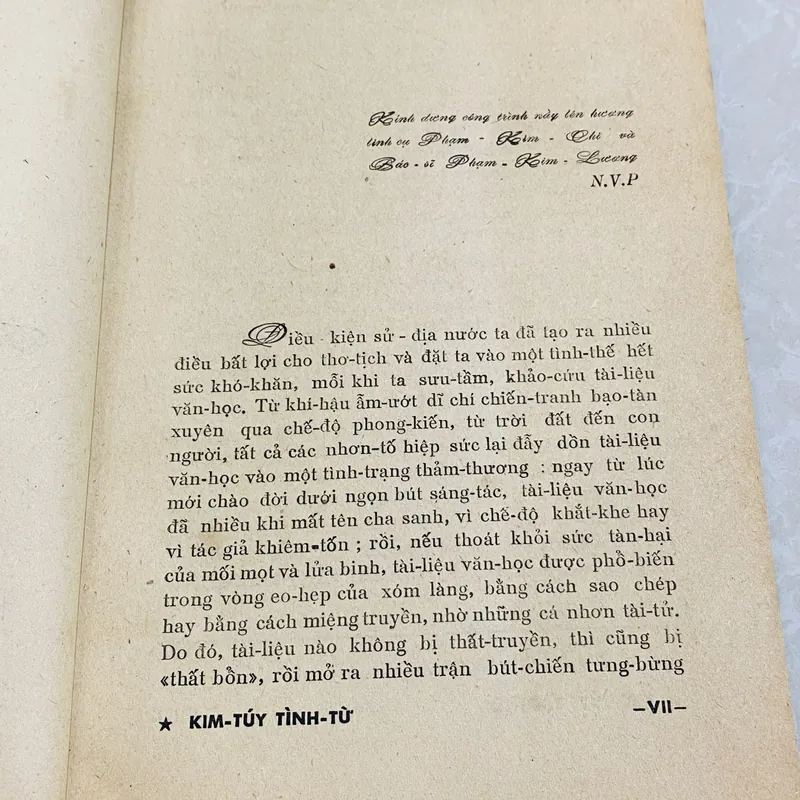 Kính dưng công trình này lên hương
linh cụ Phạm - Kim - Chi và
Báo - sĩ Phạm - Kim - Lương
N.V.P
Điều kiện sử - địa nước ta đã tạo ra nhiều
điều bất lợi cho thơ-tịch và đặt ta vào một tình-thế hết
sức khó-khăn, mỗi khi ta sưu-tầm, khảo-cứu tài-liệu
văn-học. Từ khí-hậu ẩm-ướt dĩ chí chiến-tranh bạo-tàn
xuyên qua chế-độ phong-kiến, từ trời đất đến con
người, tất cả các nhơn-tố hiệp sức lại đẩy dồn tài-liệu
văn-học vào một tình-trạng thảm-thương : ngay từ lúc
mới chào đời dưới ngọn bút sáng-tác, tài-liệu văn-học
đã nhiều khi mất tên cha sanh, vì chế-độ khắt-khe hay
vì tác giả khiêm-tốn ; rồi, nếu thoát khỏi sức tàn-hại
của mối mọt và lửa binh, tài-liệu văn-học được phổ-biến
trong vòng eo-hẹp của xóm làng, bằng cách sao chép
hay bằng cách miệng truyền, nhờ những cá nhơn tài-tử.
Do đó, tài-liệu nào không bị thất-truyền, thì cũng bị
«thất bổn», rồi mở ra nhiều trận bút-chiến tưng-bừng
★ KIM-TÚY TÌNH-TỪ
—VII—